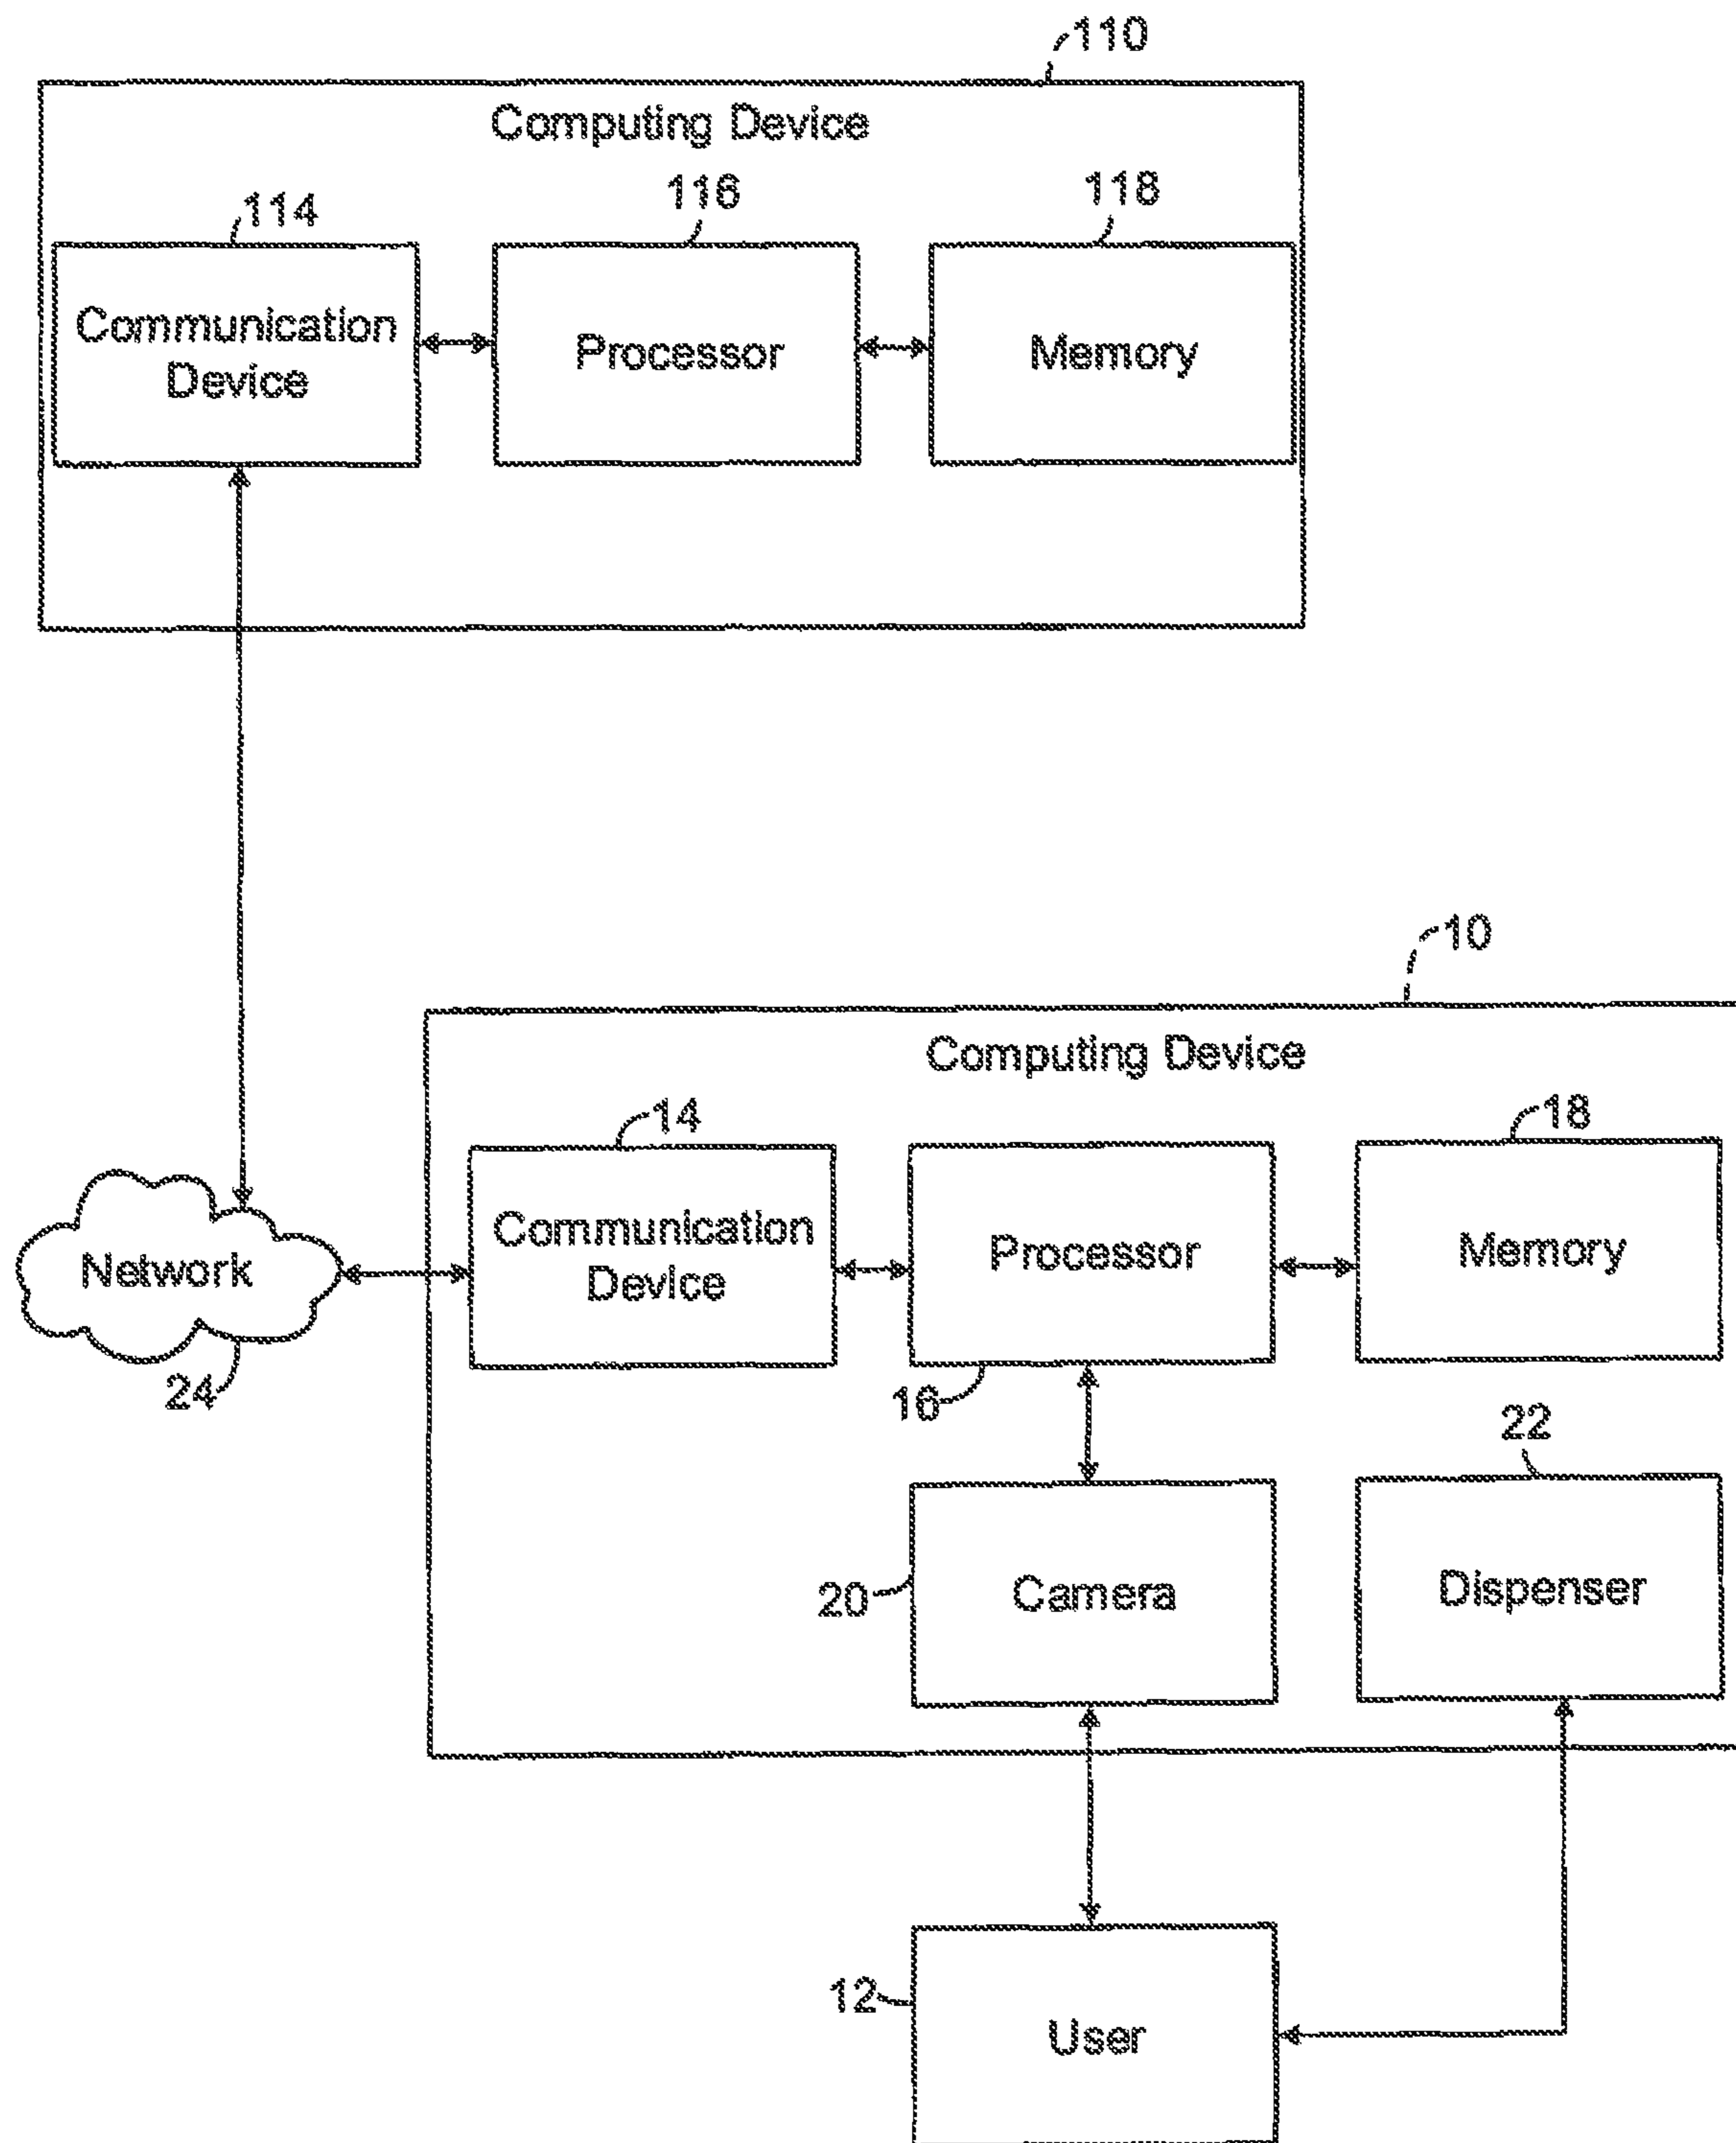 110
Computing Device
114
116
118
Communication
Device
Processor
Memory
10
Computing Device
14
18
Communication
Device
Processor
Memory
Network
24
16
22
20
Camera
Dispenser
12
User